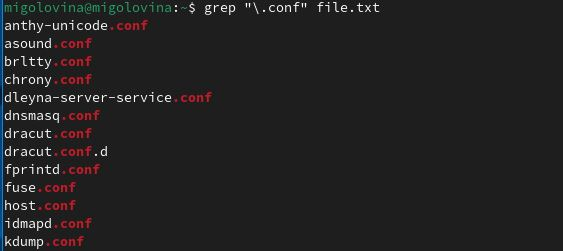 migolovina@migolovina:~$ grep "\.conf" file.txt
anthy-unicode.conf
asound.conf
brltty.conf
chrony.conf
dleyna-server-service.conf
dnsmasq.conf
dracut.conf
dracut.conf.d
fprintd.conf
fuse.conf
host.conf
idmapd.conf
kdump.conf